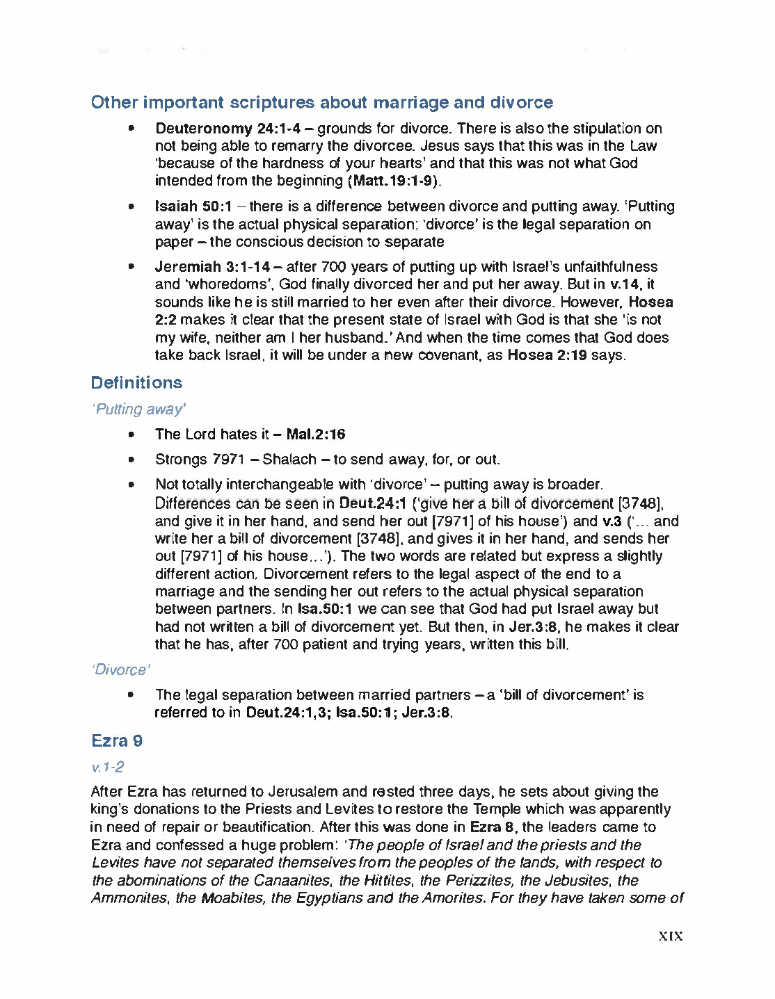 Other important scriptures about marriage and divorce
• Deuteronomy 24:1-4 – grounds for divorce. There is also the stipulation on
not being able to remarry the divorcee. Jesus says that this was in the Law
‘because of the hardness of your hearts’ and that this was not what God
intended from the beginning (Matt.19:1-9).
• Isaiah 50:1 – there is a difference between divorce and putting away. ‘Putting
away’ is the actual physical separation; ‘divorce’ is the legal separation on
paper – the conscious decision to separate
• Jeremiah 3:1-14 – after 700 years of putting up with Israel’s unfaithfulness
and ‘whoredoms’, God finally divorced her and put her away. But in v.14, it
sounds like he is still married to her even after their divorce. However, Hosea
2:2 makes it clear that the present state of Israel with God is that she ‘is not
my wife, neither am I her husband.’ And when the time comes that God does
take back Israel, it will be under a new covenant, as Hosea 2:19 says.
Definitions
‘Putting away’
• The Lord hates it – Mal.2:16
• Strongs 7971 – Shalach – to send away, for, or out.
• Not totally interchangeable with ‘divorce’ – putting away is broader.
Differences can be seen in Deut.24:1 (‘give her a bill of divorcement [3748],
and give it in her hand, and send her out [7971] of his house’) and v.3 (‘... and
write her a bill of divorcement [3748], and gives it in her hand, and sends her
out [7971] of his house...’). The two words are related but express a slightly
different action. Divorcement refers to the legal aspect of the end to a
marriage and the sending her out refers to the actual physical separation
between partners. In Isa.50:1 we can see that God had put Israel away but
had not written a bill of divorcement yet. But then, in Jer.3:8, he makes it clear
that he has, after 700 patient and trying years, written this bill.
‘Divorce’
• The legal separation between married partners – a ‘bill of divorcement’ is
referred to in Deut.24:1,3; Isa.50:1; Jer.3:8.
Ezra 9
v.1-2
After Ezra has returned to Jerusalem and rested three days, he sets about giving the
king’s donations to the Priests and Levites to restore the Temple which was apparently
in need of repair or beautification. After this was done in Ezra 8, the leaders came to
Ezra and confessed a huge problem: ‘The people of Israel and the priests and the
Levites have not separated themselves from the peoples of the lands, with respect to
the abominations of the Canaanites, the Hittites, the Perizzites, the Jebusites, the
Ammonites, the Moabites, the Egyptians and the Amorites. For they have taken some of
XIX